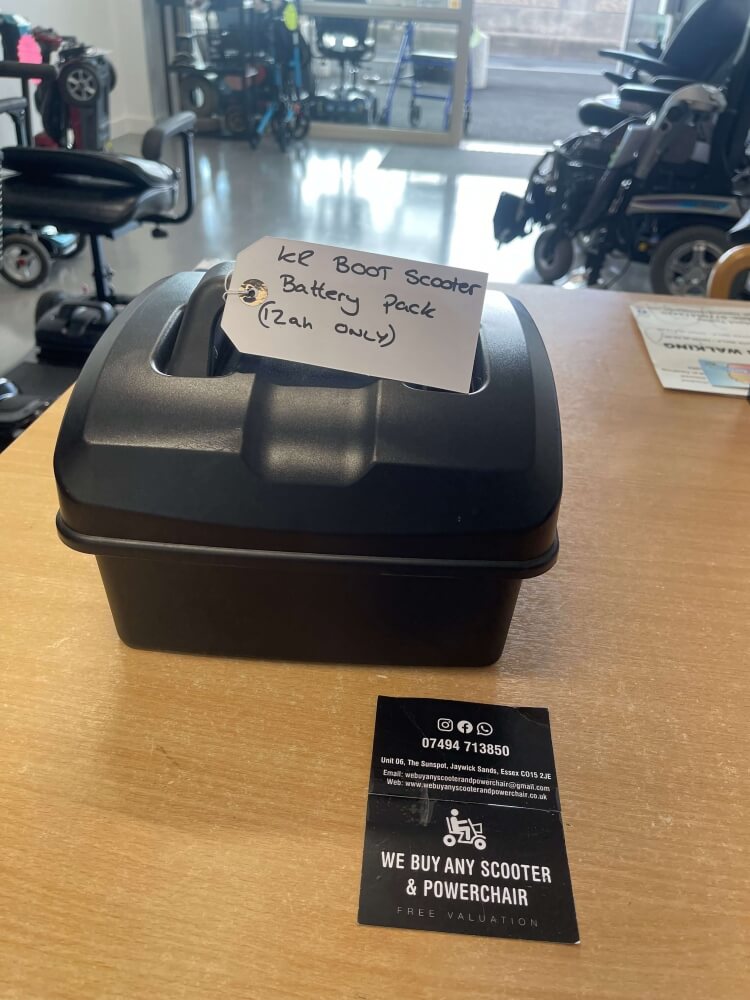 KR BOOT Scooter
Battery Pack
(12ah ONLY)
WALKING
07494 713850
Unit 06, The Sunspot, Jaywick Sands, Essex CO15 2JE
Email: webuyanyscooterandpowerchair@gmail.com
Web: www.webuyanyscooterandpowerchair.co.uk
WE BUY ANY SCOOTER
& POWERCHAIR
FREE VALUATION